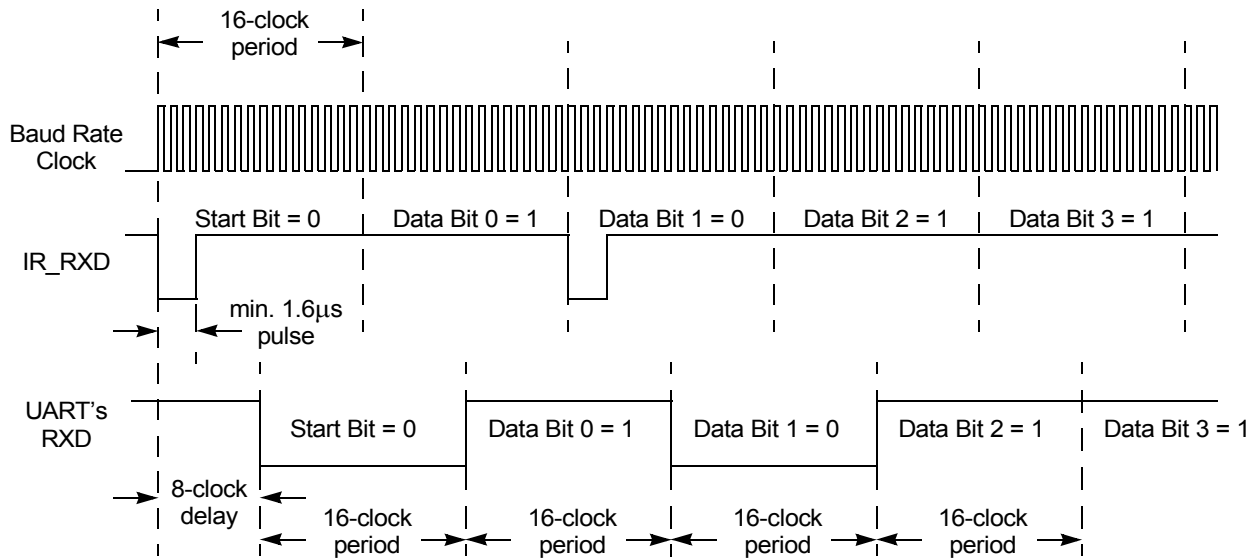 16-clock
period
Baud Rate
Clock
Start Bit = 0
Data Bit 0 = 1
Data Bit 1 = 0
Data Bit 2 = 1
Data Bit 3 = 1
IR_RXD
min. 1.6μs
pulse
UART's
RXD
Start Bit = 0
Data Bit 0 = 1
Data Bit 1 = 0
Data Bit 2 = 1
Data Bit 3 = 1
8-clock
delay
16-clock
period
16-clock
period
16-clock
period
16-clock
period